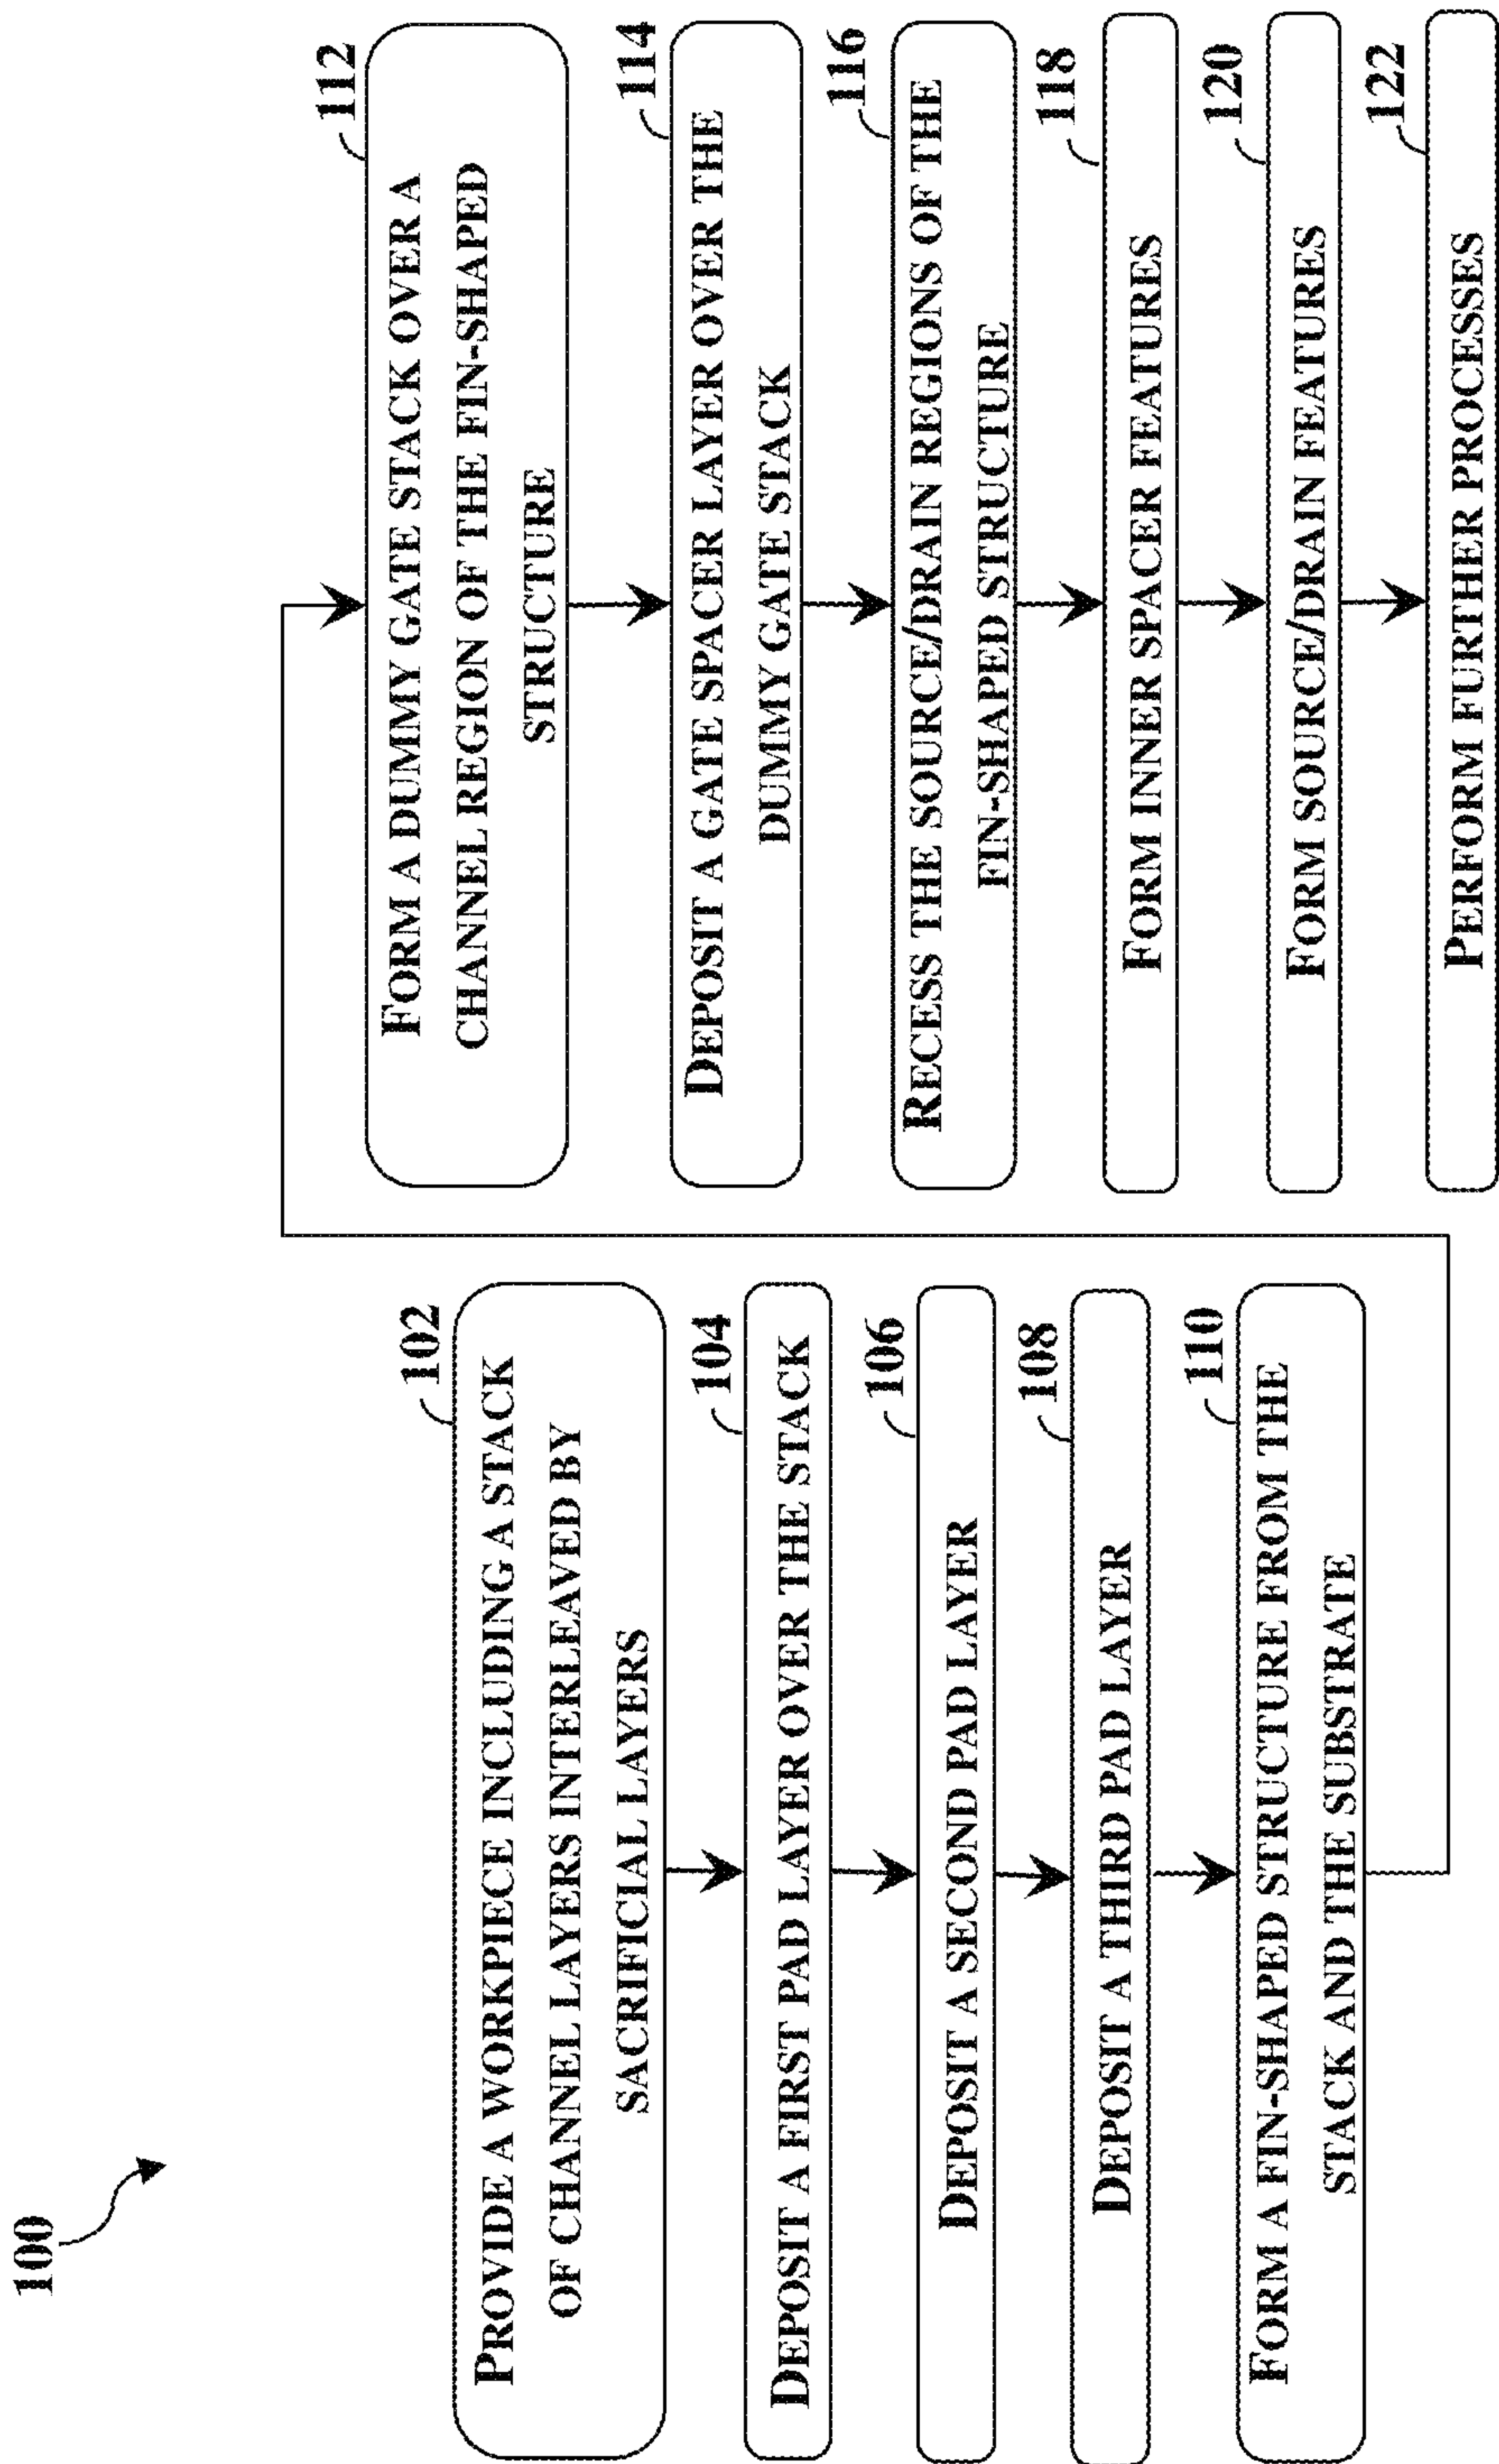 100
102
PROVIDE A WORKPIECE INCLUDING A STACK
OF CHANNEL LAYERS INTERLEAVED BY
SACRIFICIAL LAYERS
104
DEPOSIT A FIRST PAD LAYER OVER THE STACK
106
DEPOSIT A SECOND PAD LAYER
108
DEPOSIT A THIRD PAD LAYER
110
FORM A FIN-SHAPED STRUCTURE FROM THE
STACK AND THE SUBSTRATE
112
FORM A DUMMY GATE STACK OVER A
CHANNEL REGION OF THE FIN-SHAPED
STRUCTURE
114
DEPOSIT A GATE SPACER LAYER OVER THE
DUMMY GATE STACK
116
RECESS THE SOURCE/DRAIN REGIONS OF THE
FIN-SHAPED STRUCTURE
118
FORM INNER SPACER FEATURES
120
FORM SOURCE/DRAIN FEATURES
122
PERFORM FURTHER PROCESSES